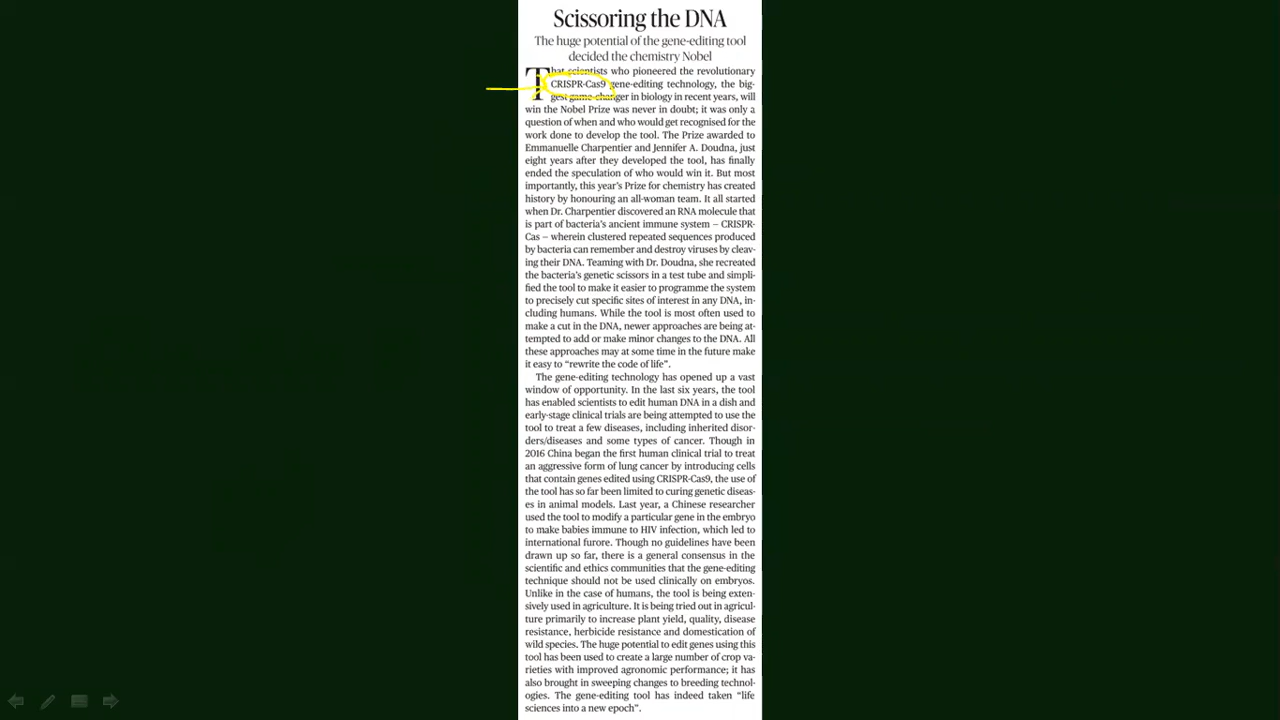 Scissoring the DNA
The huge potential of the gene-editing tool
decided the chemistry Nobel
That scientists who pioneered the revolutionary
CRISPR-Cas9 gene-editing technology, the big-
gest game-changer in biology in recent years, will
win the Nobel Prize was never in doubt; it was only a
question of when and who would get recognised for the
work done to develop the tool. The Prize awarded to
Emmanuelle Charpentier and Jennifer A. Doudna, just
eight years after they developed the tool, has finally
ended the speculation of who would win it. But most
importantly, this year's Prize for chemistry has created
history by honouring an all-woman team. It all started
when Dr. Charpentier discovered an RNA molecule that
is part of bacteria's ancient immune system – CRISPR-
Cas – wherein clustered repeated sequences produced
by bacteria can remember and destroy viruses by cleav-
ing their DNA. Teaming with Dr. Doudna, she recreated
the bacteria's genetic scissors in a test tube and simpli-
fied the tool to make it easier to programme the system
to precisely cut specific sites of interest in any DNA, in-
cluding humans. While the tool is most often used to
make a cut in the DNA, newer approaches are being at-
tempted to add or make minor changes to the DNA. All
these approaches may at some time in the future make
it easy to “rewrite the code of life”.
The gene-editing technology has opened up a vast
window of opportunity. In the last six years, the tool
has enabled scientists to edit human DNA in a dish and
early-stage clinical trials are being attempted to use the
tool to treat a few diseases, including inherited disor-
ders/diseases and some types of cancer. Though in
2016 China began the first human clinical trial to treat
an aggressive form of lung cancer by introducing cells
that contain genes edited using CRISPR-Cas9, the use of
the tool has so far been limited to curing genetic diseas-
es in animal models. Last year, a Chinese researcher
used the tool to modify a particular gene in the embryo
to make babies immune to HIV infection, which led to
international furore. Though no guidelines have been
drawn up so far, there is a general consensus in the
scientific and ethics communities that the gene-editing
technique should not be used clinically on embryos.
Unlike in the case of humans, the tool is being exten-
sively used in agriculture. It is being tried out in agricul-
ture primarily to increase plant yield, quality, disease
resistance, herbicide resistance and domestication of
wild species. The huge potential to edit genes using this
tool has been used to create a large number of crop va-
rieties with improved agronomic performance; it has
also brought in sweeping changes to breeding technol-
ogies. The gene-editing tool has indeed taken “life
sciences into a new epoch”.